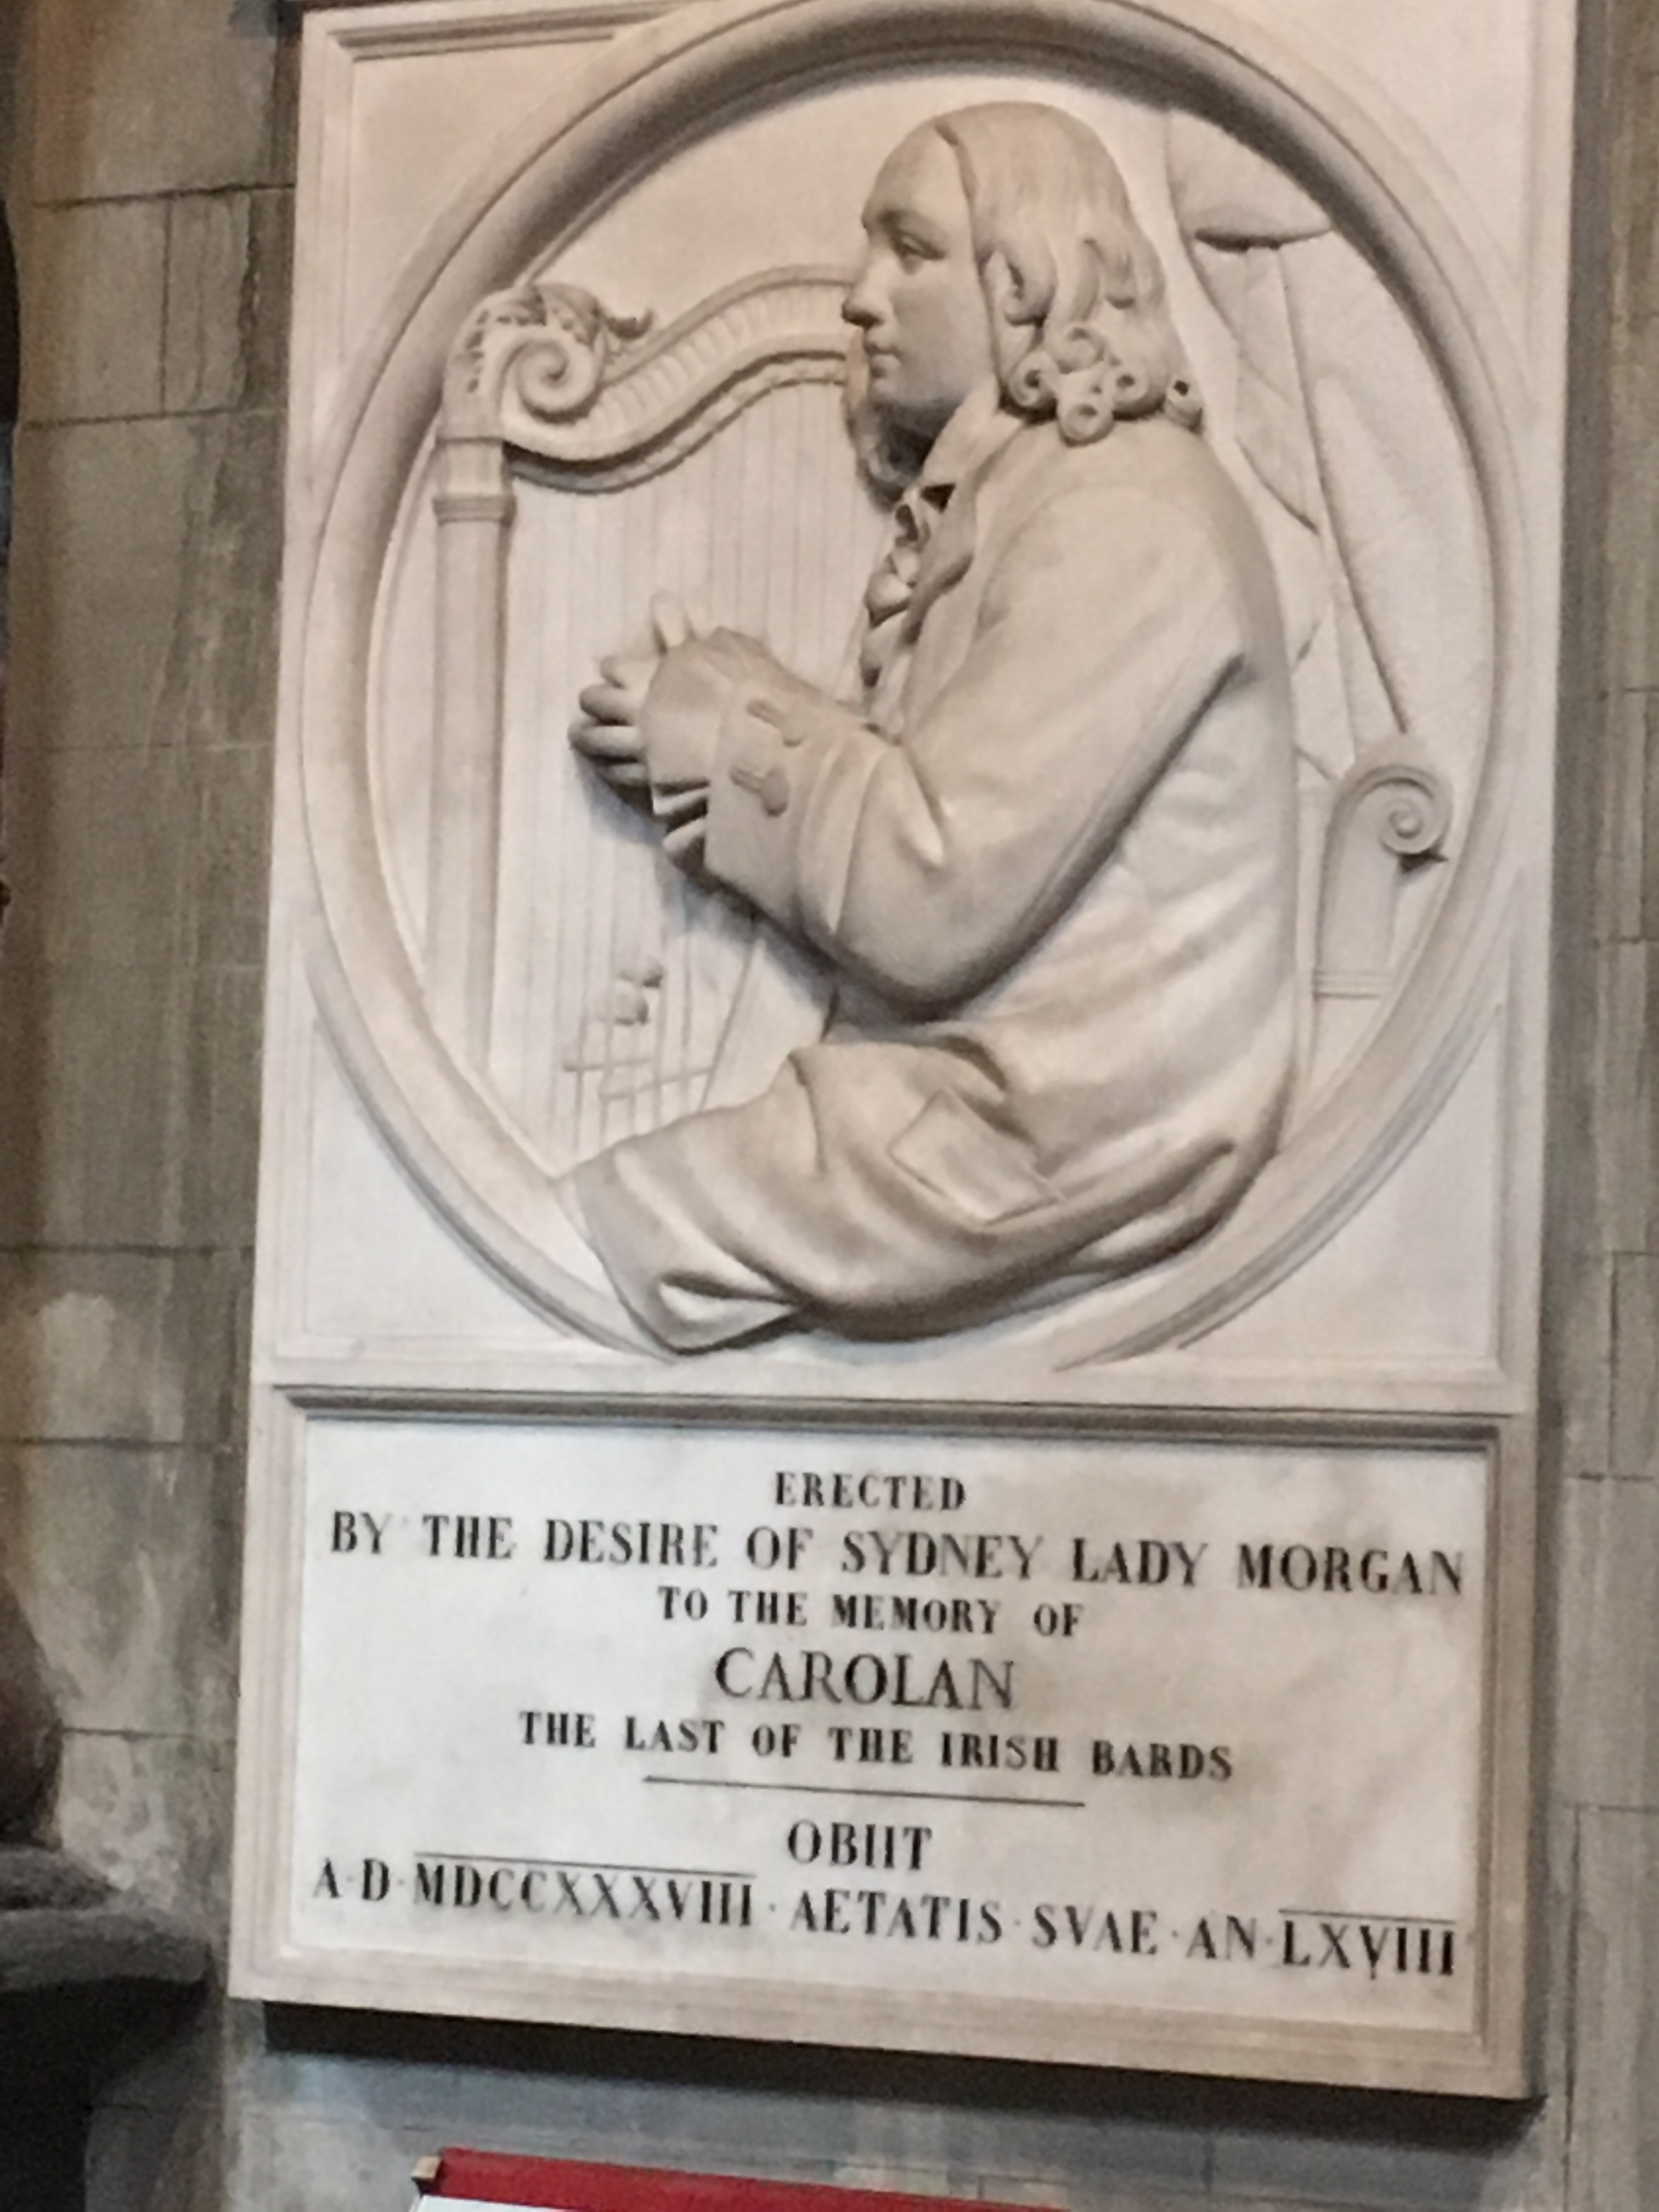 ERECTED
BY THE DESIRE OF SYDNEY LADY MORGAN
TO THE MEMORY OF
CAROLAN
THE LAST OF THE IRISH BARDS
OBIIT
A·D·MDCCXXXVIII·AETATIS·SVAE·AN·LXVIII